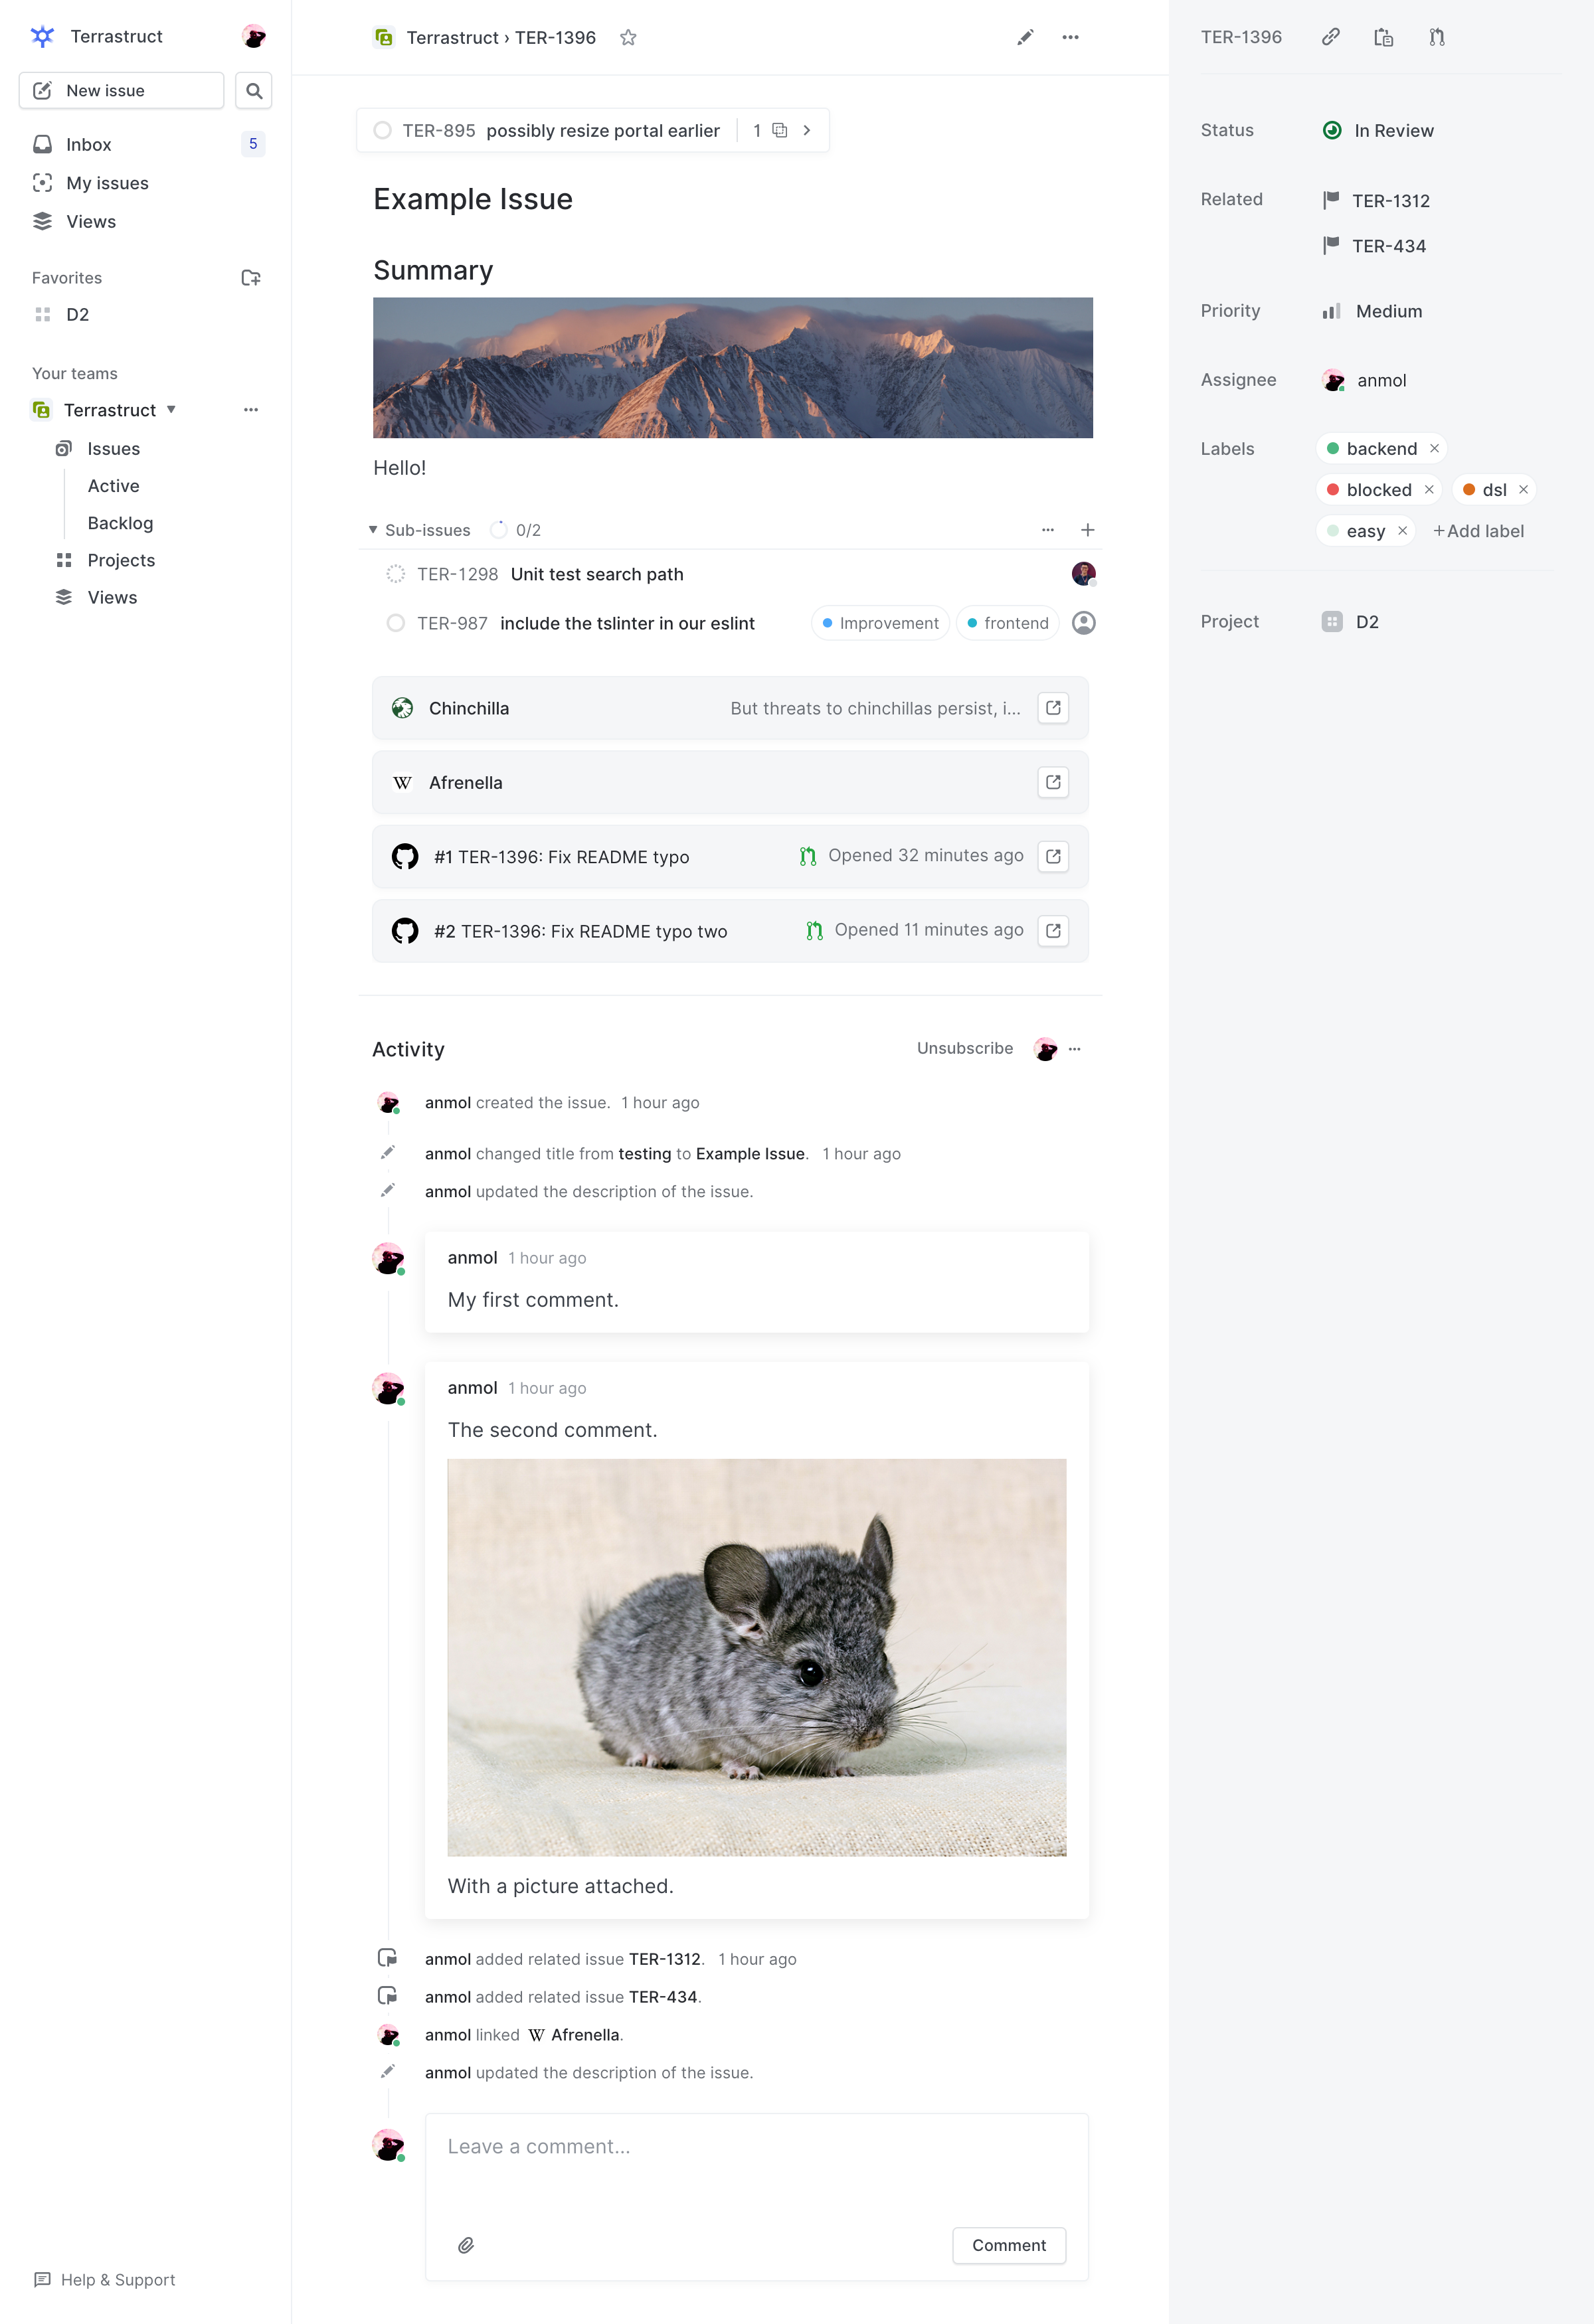 Terrastruct
New issue
Inbox 5
My issues
Views
Favorites
D2
Your teams
Terrastruct
Issues
Active
Backlog
Projects
Views
Help & Support
Terrastruct › TER-1396
TER-895 possibly resize portal earlier 1
Example Issue
Summary
Hello!
Sub-issues 0/2
TER-1298 Unit test search path
TER-987 include the tslinter in our eslint Improvement frontend
Chinchilla But threats to chinchillas persist, i...
W Afrenella
#1 TER-1396: Fix README typo Opened 32 minutes ago
#2 TER-1396: Fix README typo two Opened 11 minutes ago
Activity Unsubscribe
anmol created the issue. 1 hour ago
anmol changed title from testing to Example Issue. 1 hour ago
anmol updated the description of the issue.
anmol 1 hour ago
My first comment.
anmol 1 hour ago
The second comment.
With a picture attached.
anmol added related issue TER-1312. 1 hour ago
anmol added related issue TER-434.
anmol linked W Afrenella.
anmol updated the description of the issue.
Leave a comment...
Comment
TER-1396
Status In Review
Related TER-1312
TER-434
Priority Medium
Assignee anmol
Labels backend ×
blocked × dsl ×
easy × +Add label
Project D2